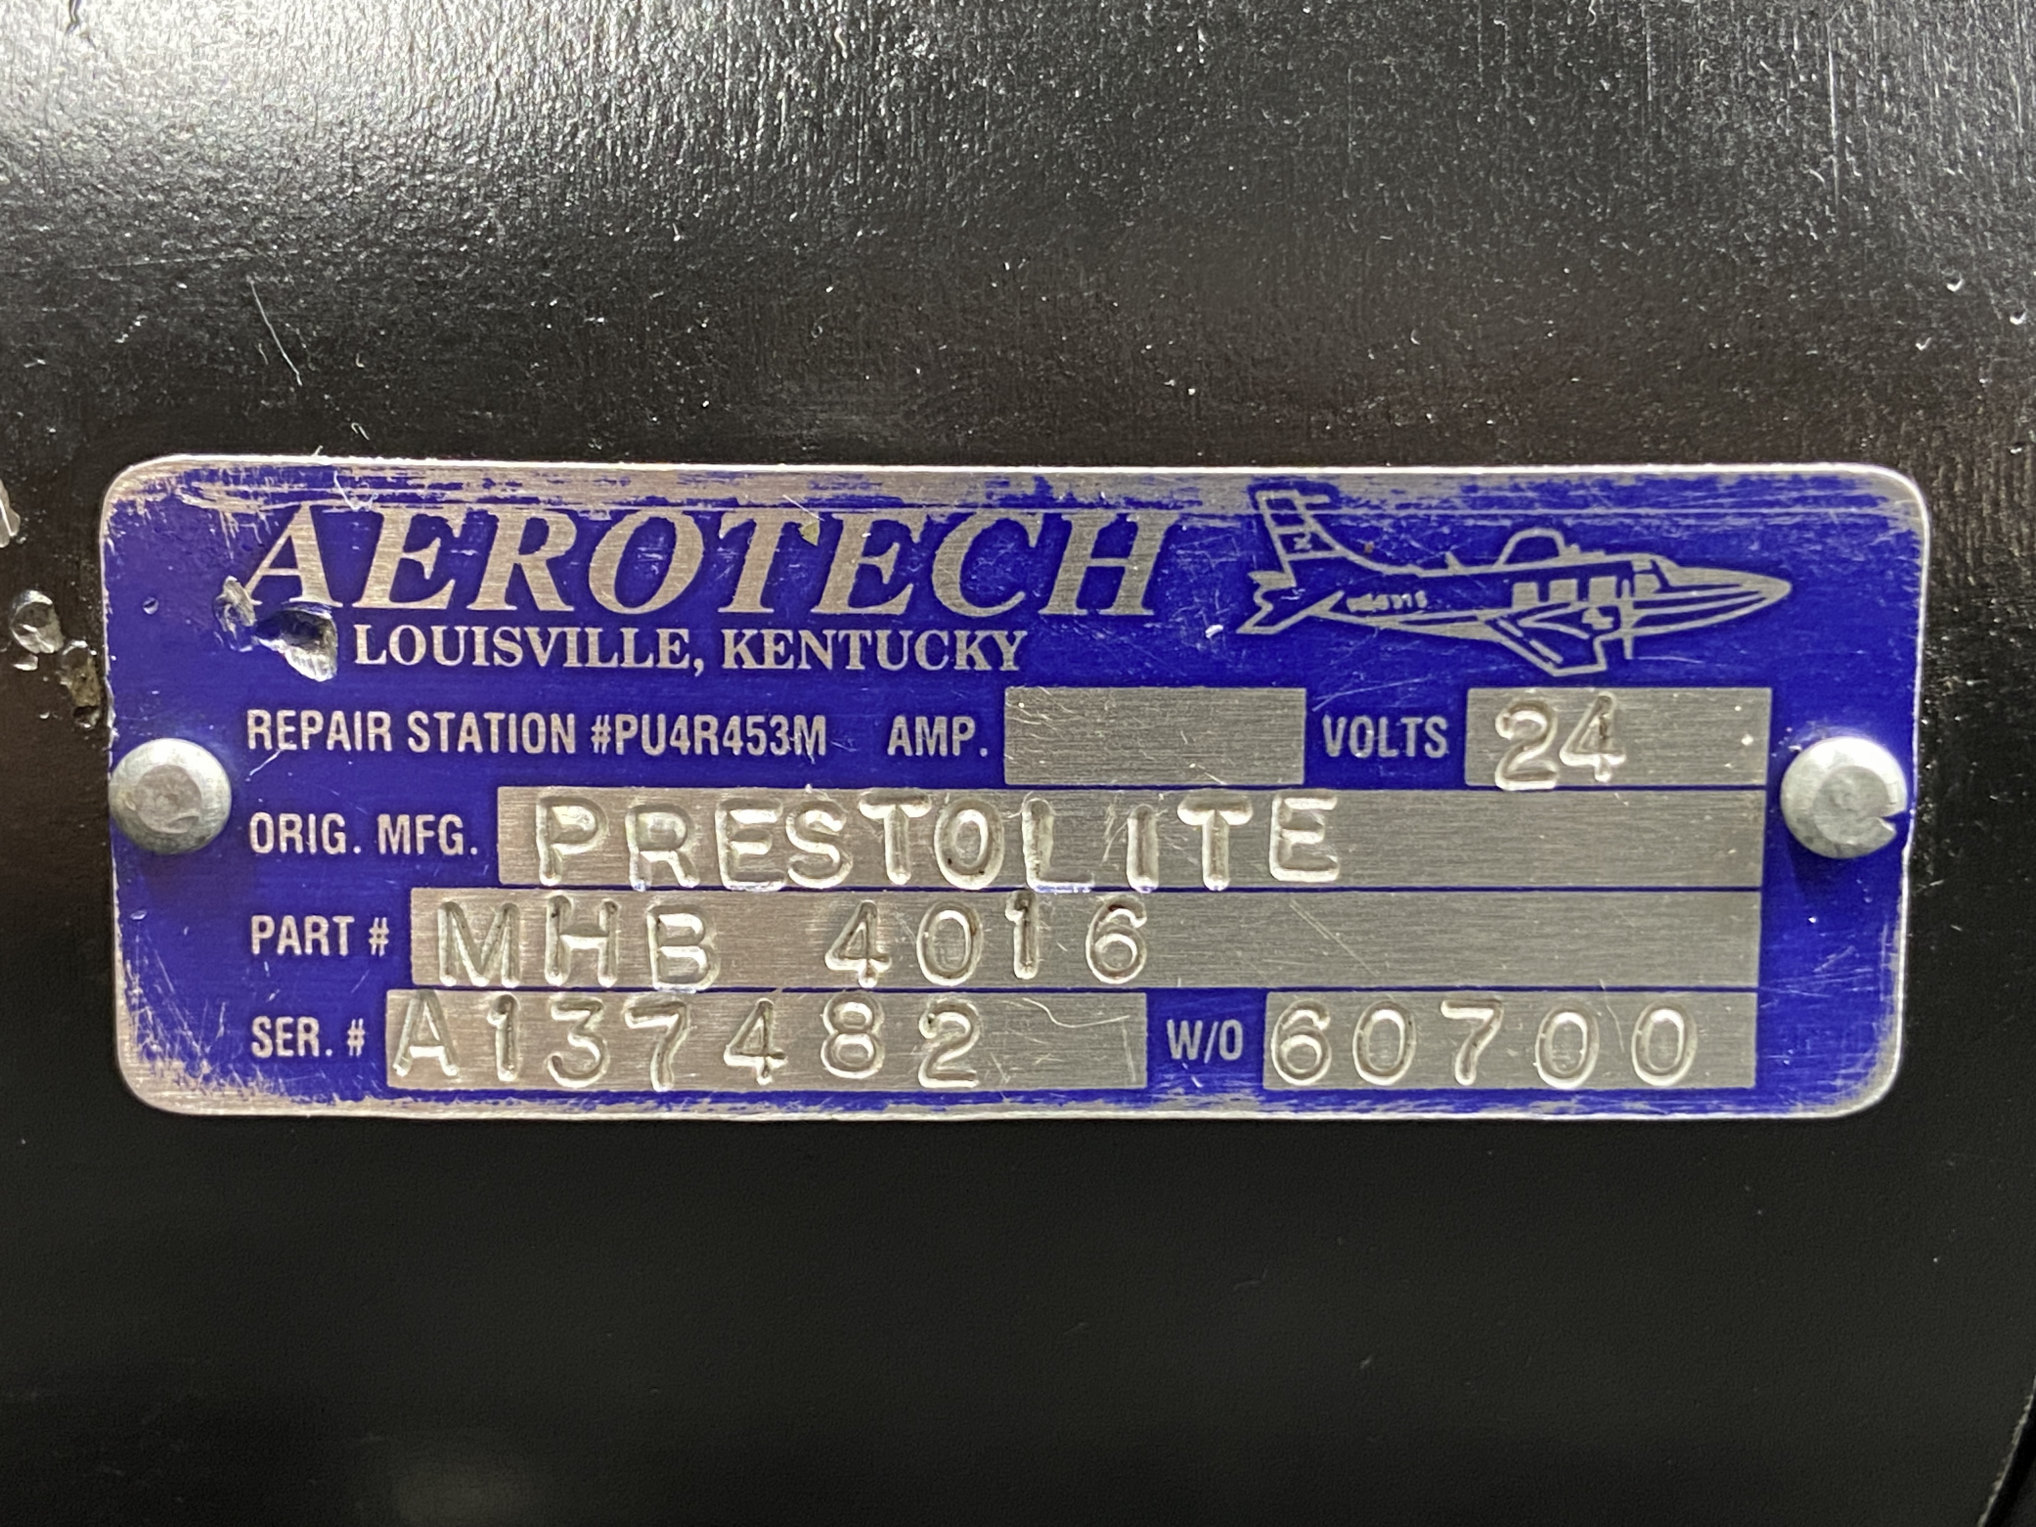 AEROTECH
LOUISVILLE, KENTUCKY
REPAIR STATION #PU4R453M AMP. VOLTS 24
ORIG. MFG. PRESTOLITE
PART # MHB 4016
SER. # A137482 W/O 60700